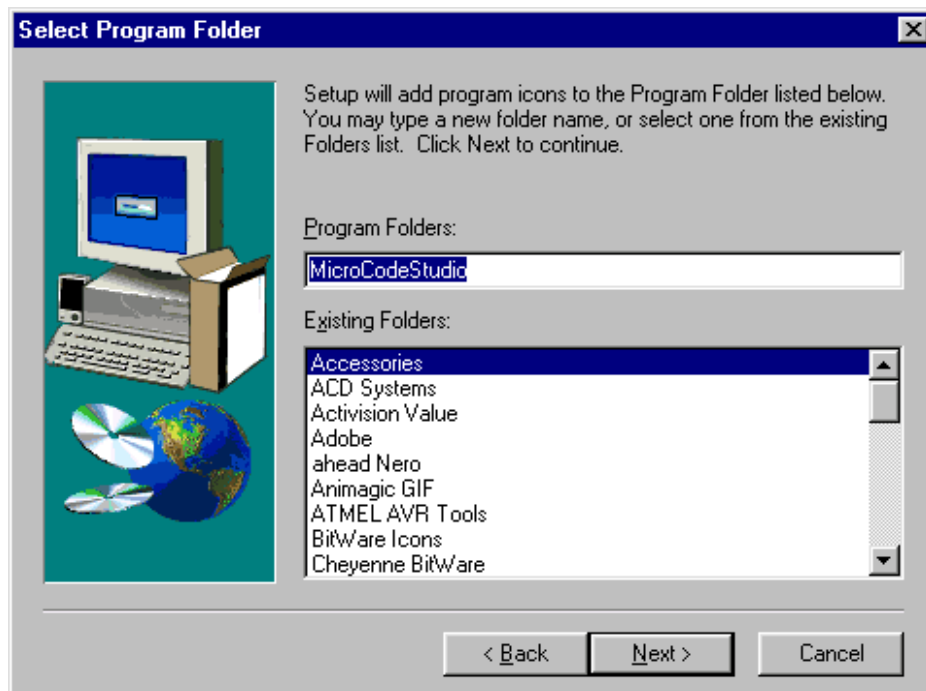 Select Program Folder
Setup will add program icons to the Program Folder listed below.
You may type a new folder name, or select one from the existing
Folders list. Click Next to continue.
Program Folders:
MicroCodeStudio
Existing Folders:
Accessories
ACD Systems
Activision Value
Adobe
ahead Nero
Animagic GIF
ATMEL AVR Tools
BitWare Icons
Cheyenne BitWare
< Back
Next >
Cancel